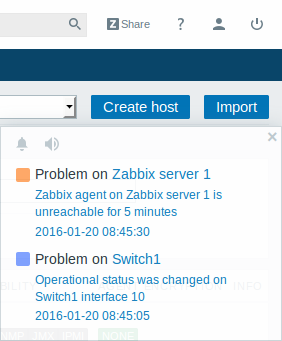 Z Share ?
Create host Import
Problem on Zabbix server 1
Zabbix agent on Zabbix server 1 is
unreachable for 5 minutes
2016-01-20 08:45:30
Problem on Switch1
Operational status was changed on
Switch1 interface 10
2016-01-20 08:45:05
INFO
NONE